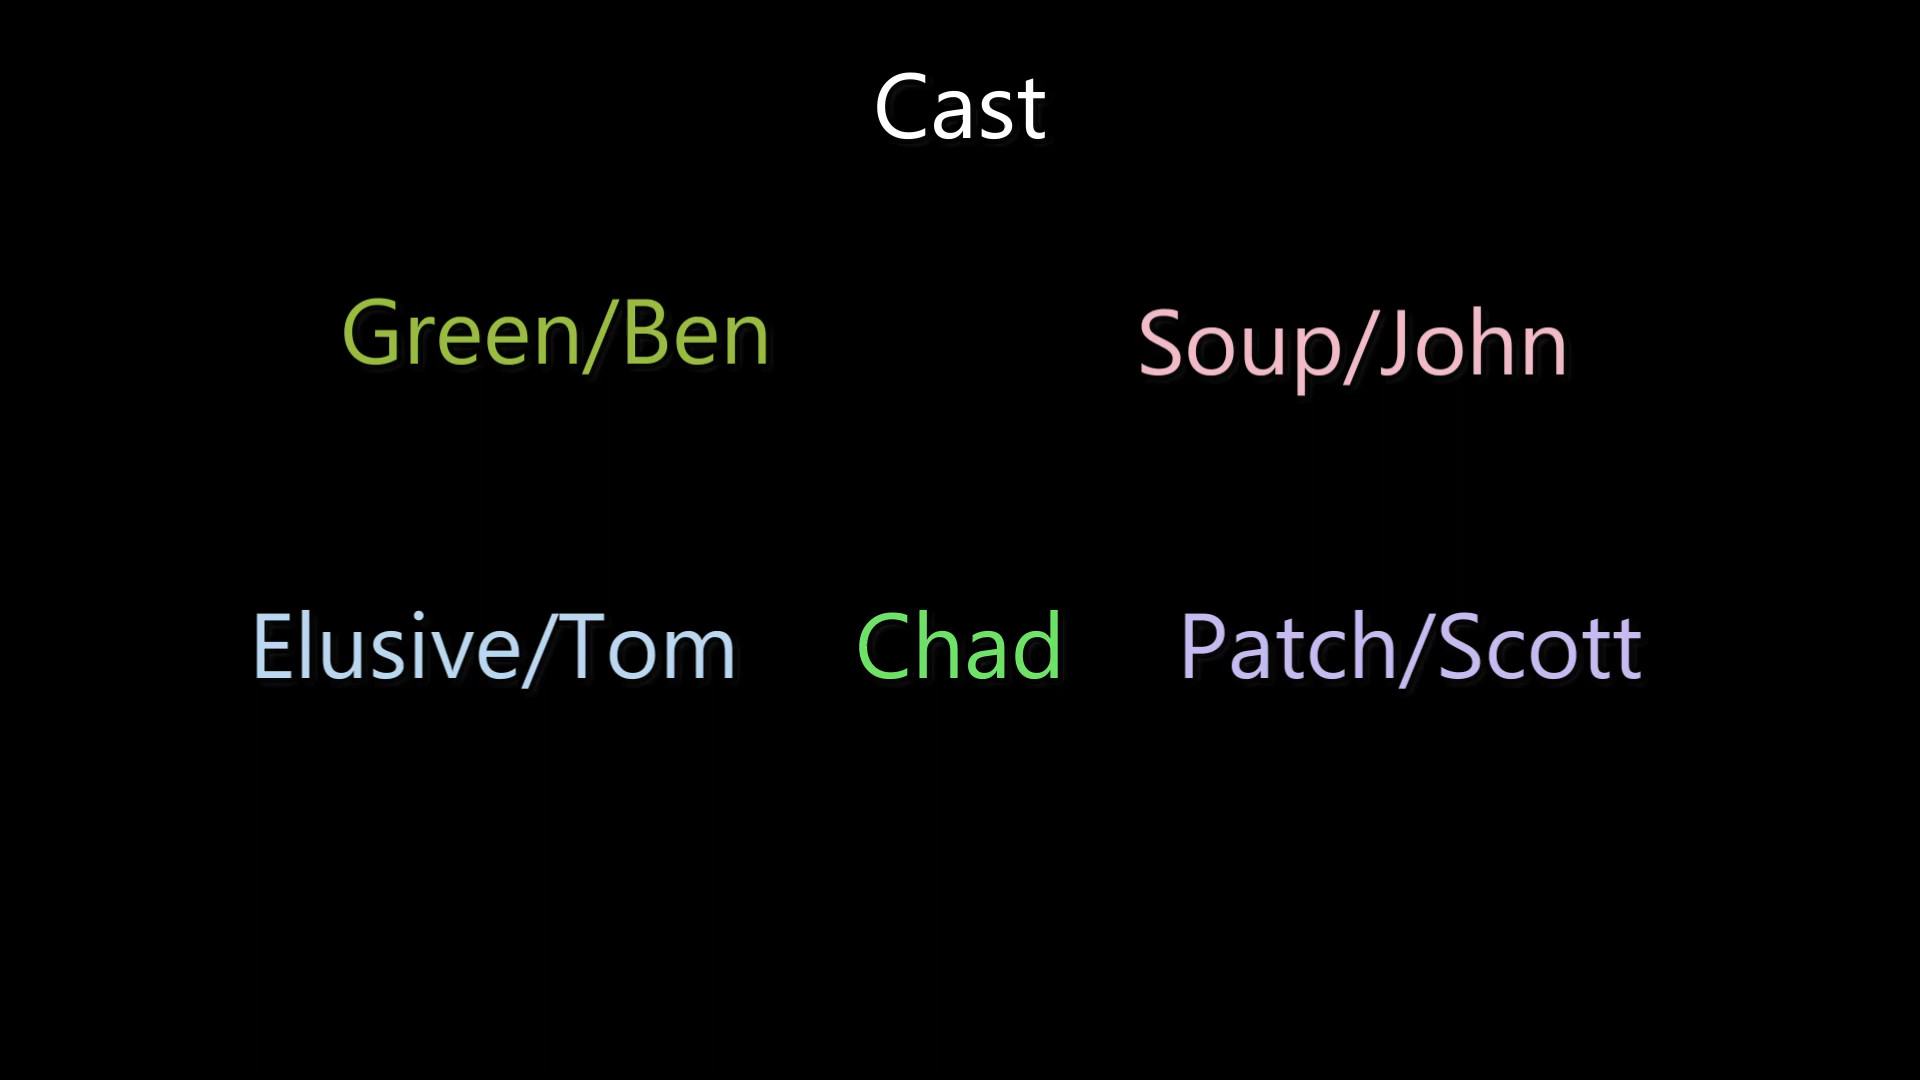 Cast
Green/Ben
Soup/John
Elusive/Tom
Chad
Patch/Scott